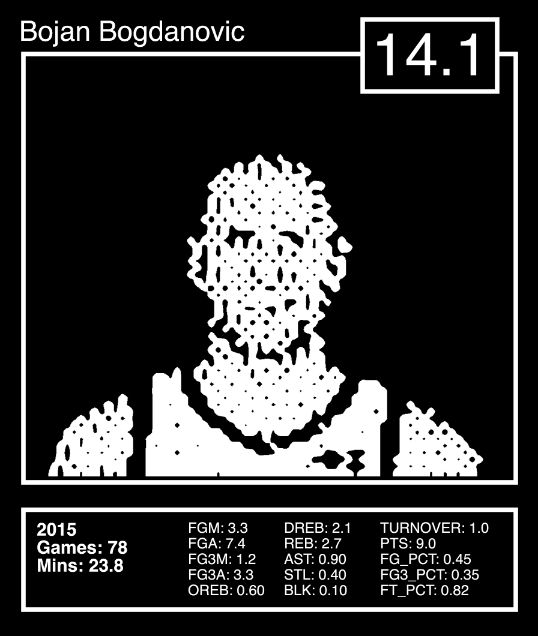 Bojan Bogdanovic
14.1
2015
Games: 78
Mins: 23.8
FGM: 3.3
FGA: 7.4
FG3M: 1.2
FG3A: 3.3
OREB: 0.60
DREB: 2.1
REB: 2.7
AST: 0.90
STL: 0.40
BLK: 0.10
TURNOVER: 1.0
PTS: 9.0
FG_PCT: 0.45
FG3_PCT: 0.35
FT_PCT: 0.82